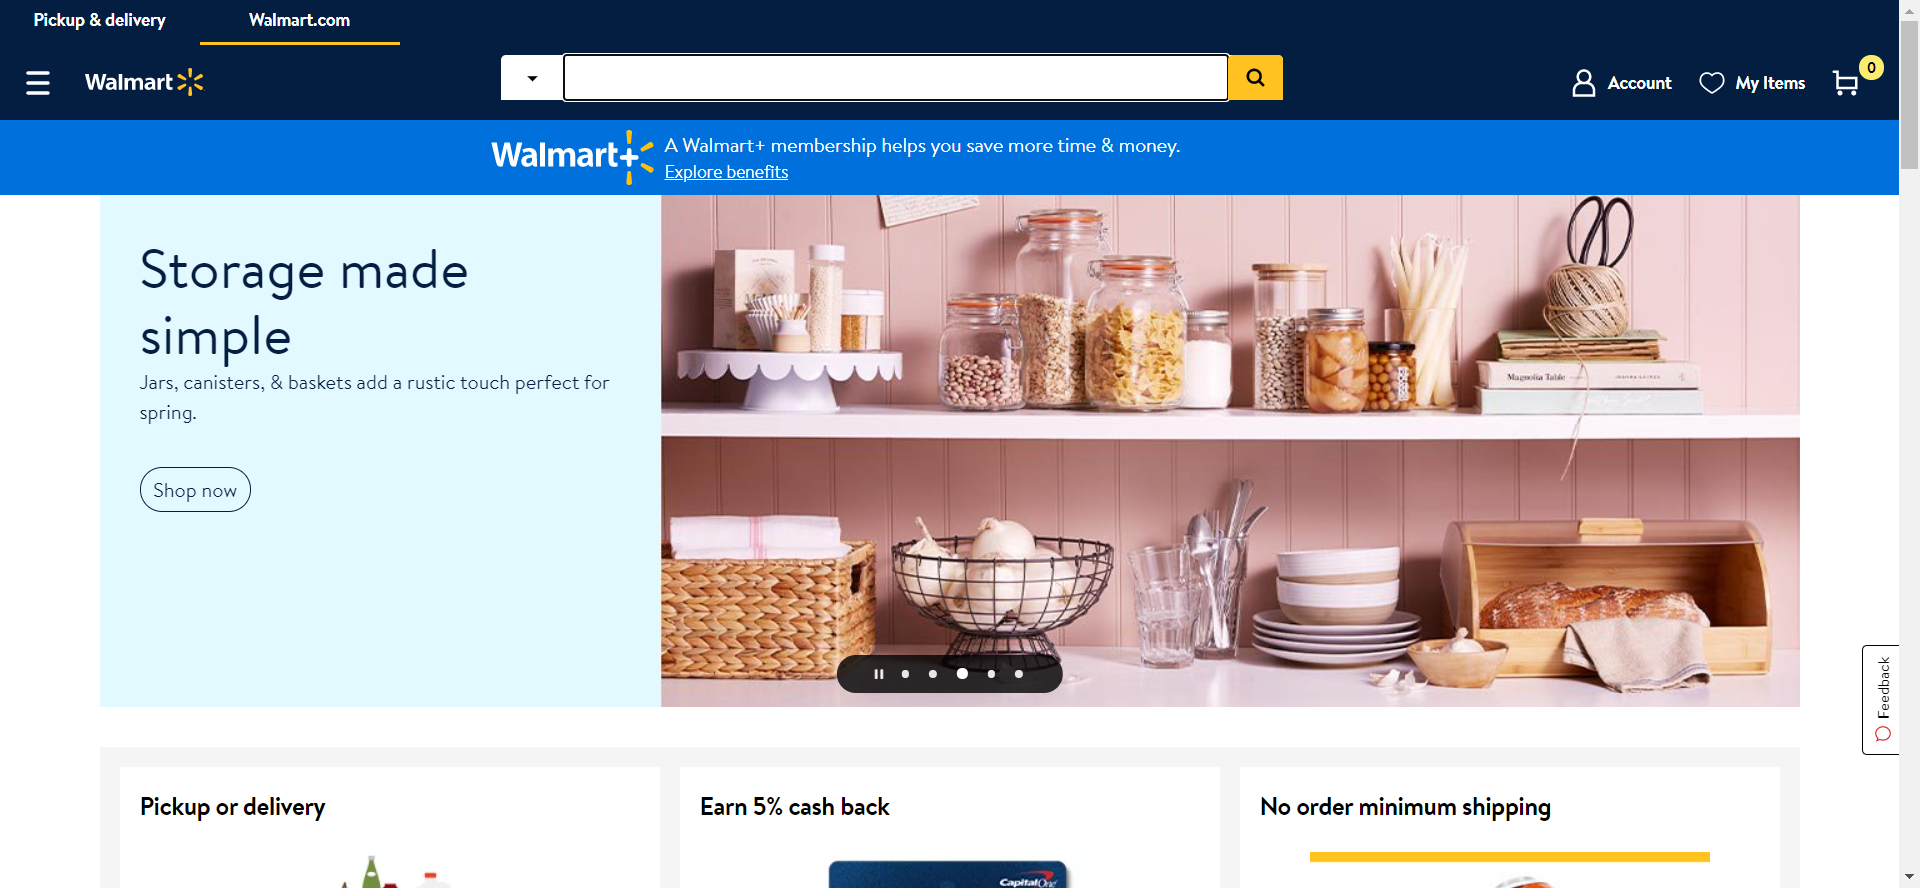 Pickup & delivery
Walmart.com
Walmart
Account
My Items
0
Walmart+
A Walmart+ membership helps you save more time & money.
Explore benefits
Storage made
simple
Jars, canisters, & baskets add a rustic touch perfect for
spring.
Shop now
Magnolia Table
Feedback
Pickup or delivery
Earn 5% cash back
No order minimum shipping
Capital One